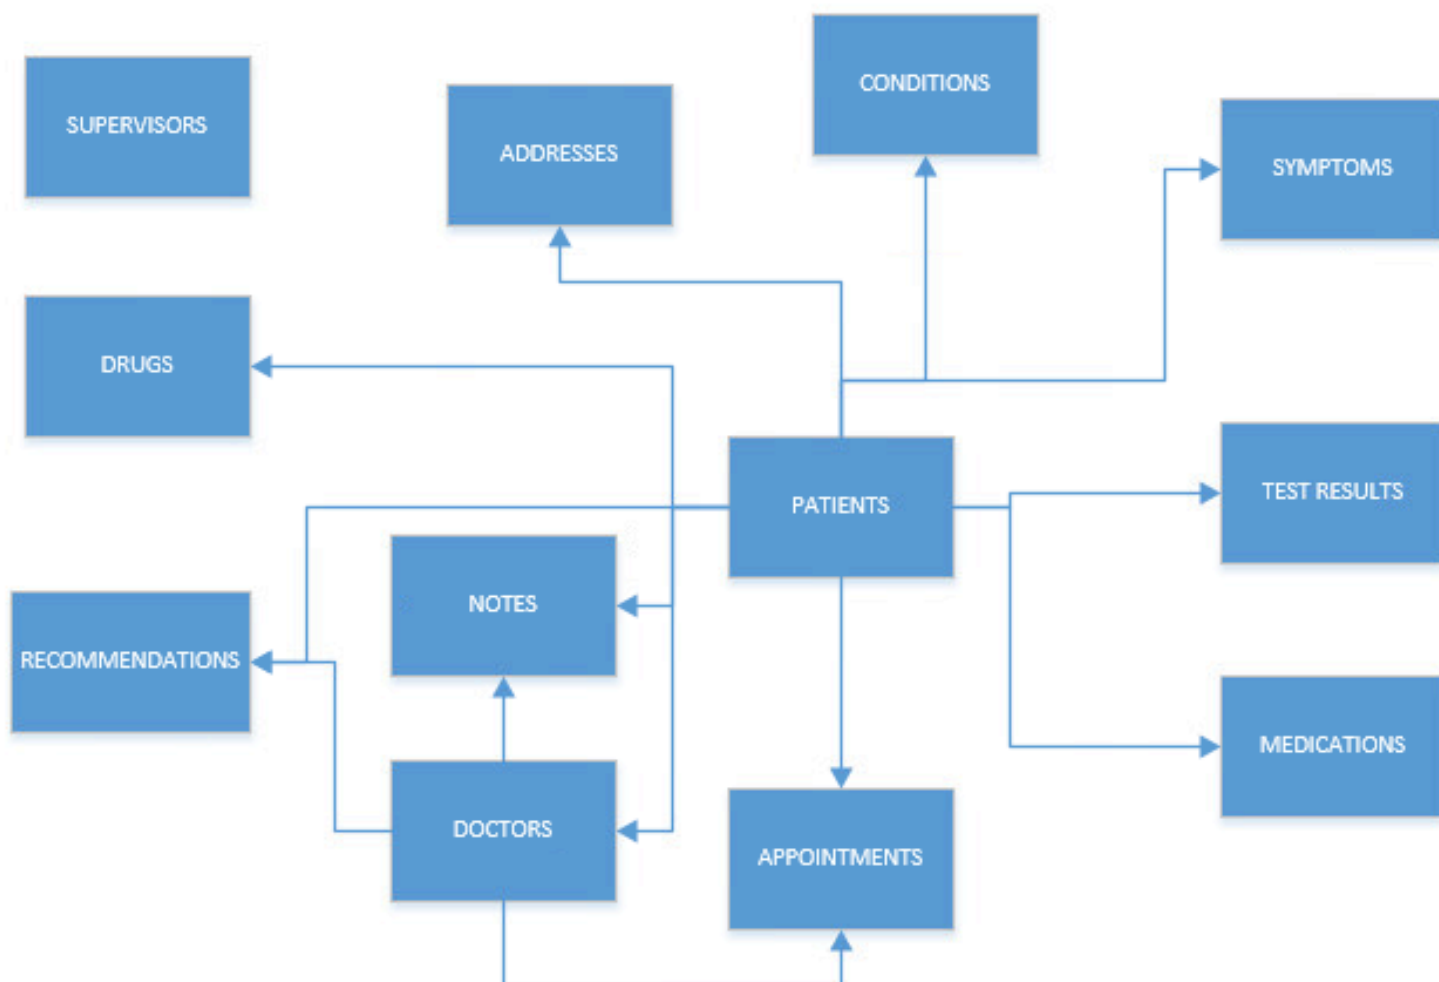 CONDITIONS
SUPERVISORS
ADDRESSES
SYMPTOMS
DRUGS
PATIENTS
TEST RESULTS
NOTES
RECOMMENDATIONS
MEDICATIONS
DOCTORS
APPOINTMENTS